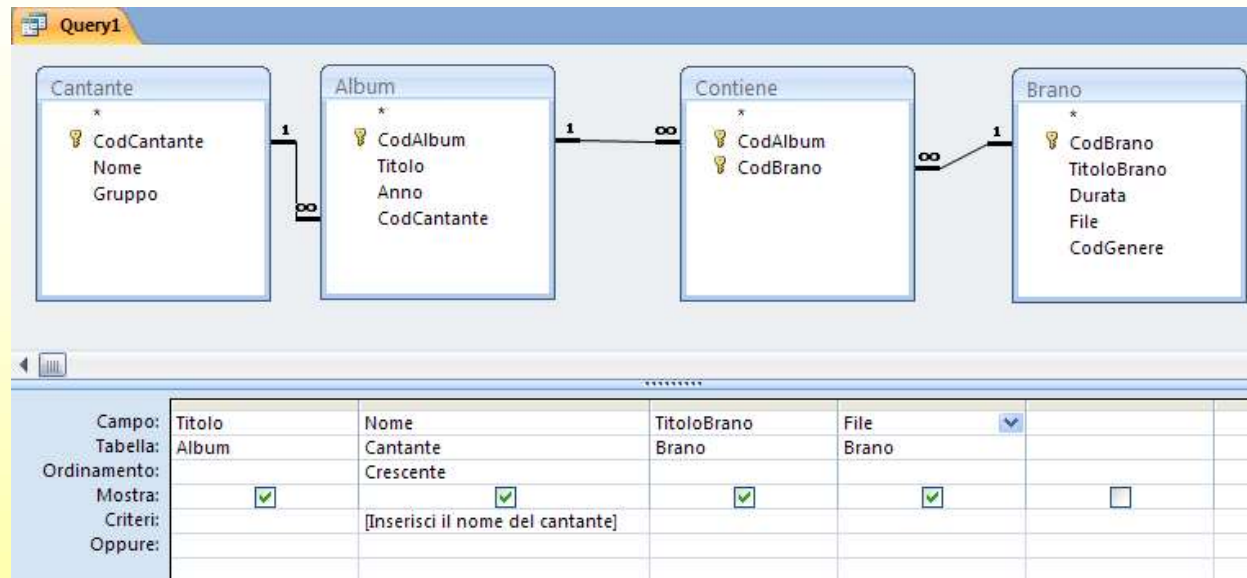 Query1
Cantante
*
CodCantante
Nome
Gruppo
1
∞
Album
*
CodAlbum
Titolo
Anno
CodCantante
1
∞
Contiene
*
CodAlbum
CodBrano
∞
1
Brano
*
CodBrano
TitoloBrano
Durata
File
CodGenere
Campo: Titolo Nome TitoloBrano File
Tabella: Album Cantante Brano Brano
Ordinamento: Crescente
Mostra:
Criteri: [Inserisci il nome del cantante]
Oppure: